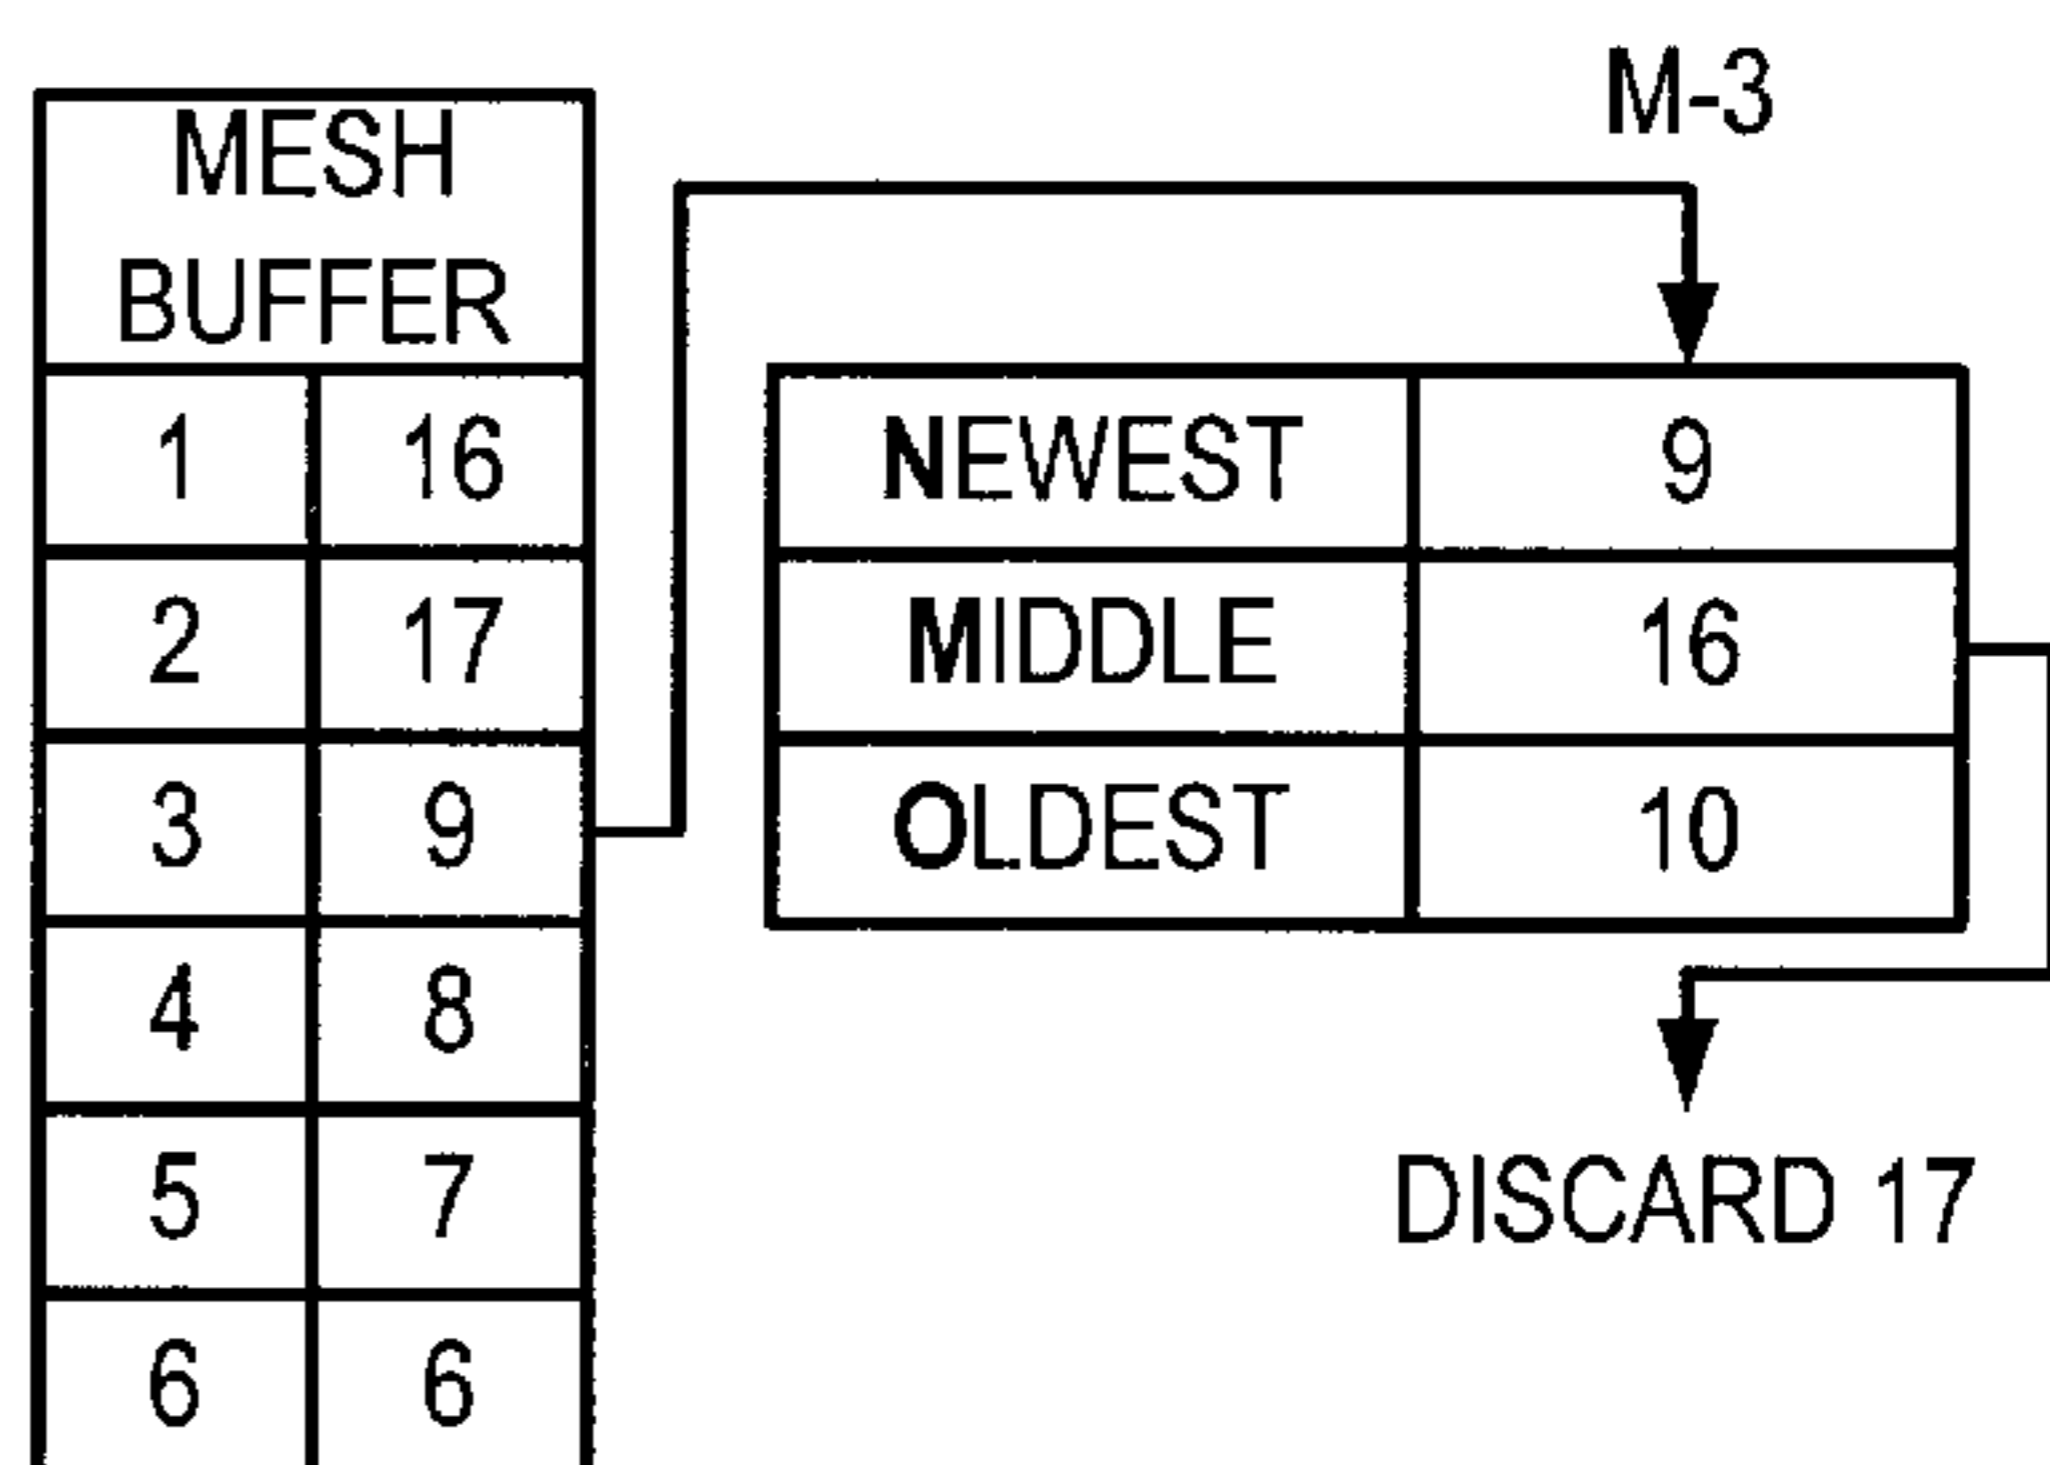 M-3
MESH
BUFFER
1 16
2 17
3 9
4 8
5 7
6 6
NEWEST 9
MIDDLE 16
OLDEST 10
DISCARD 17